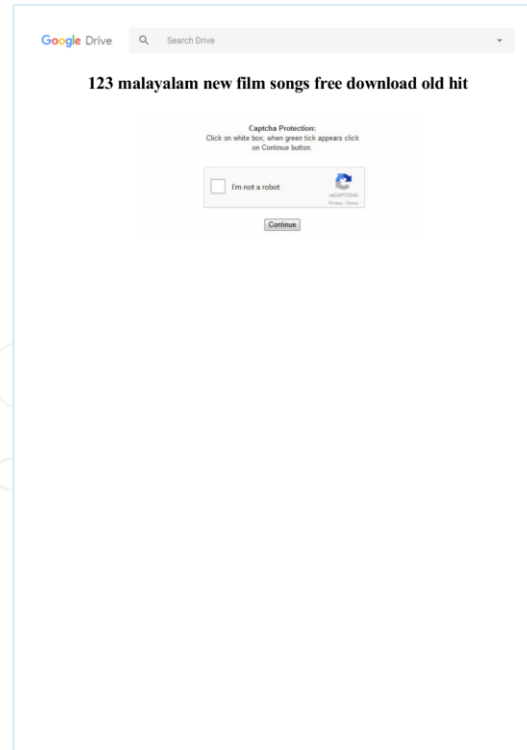 Google Drive
Search Drive
123 malayalam new film songs free download old hit
Captcha Protection:
Click on white box; when green tick appears click
on Continue button.
I'm not a robot
reCAPTCHA
Privacy - Terms
Continue